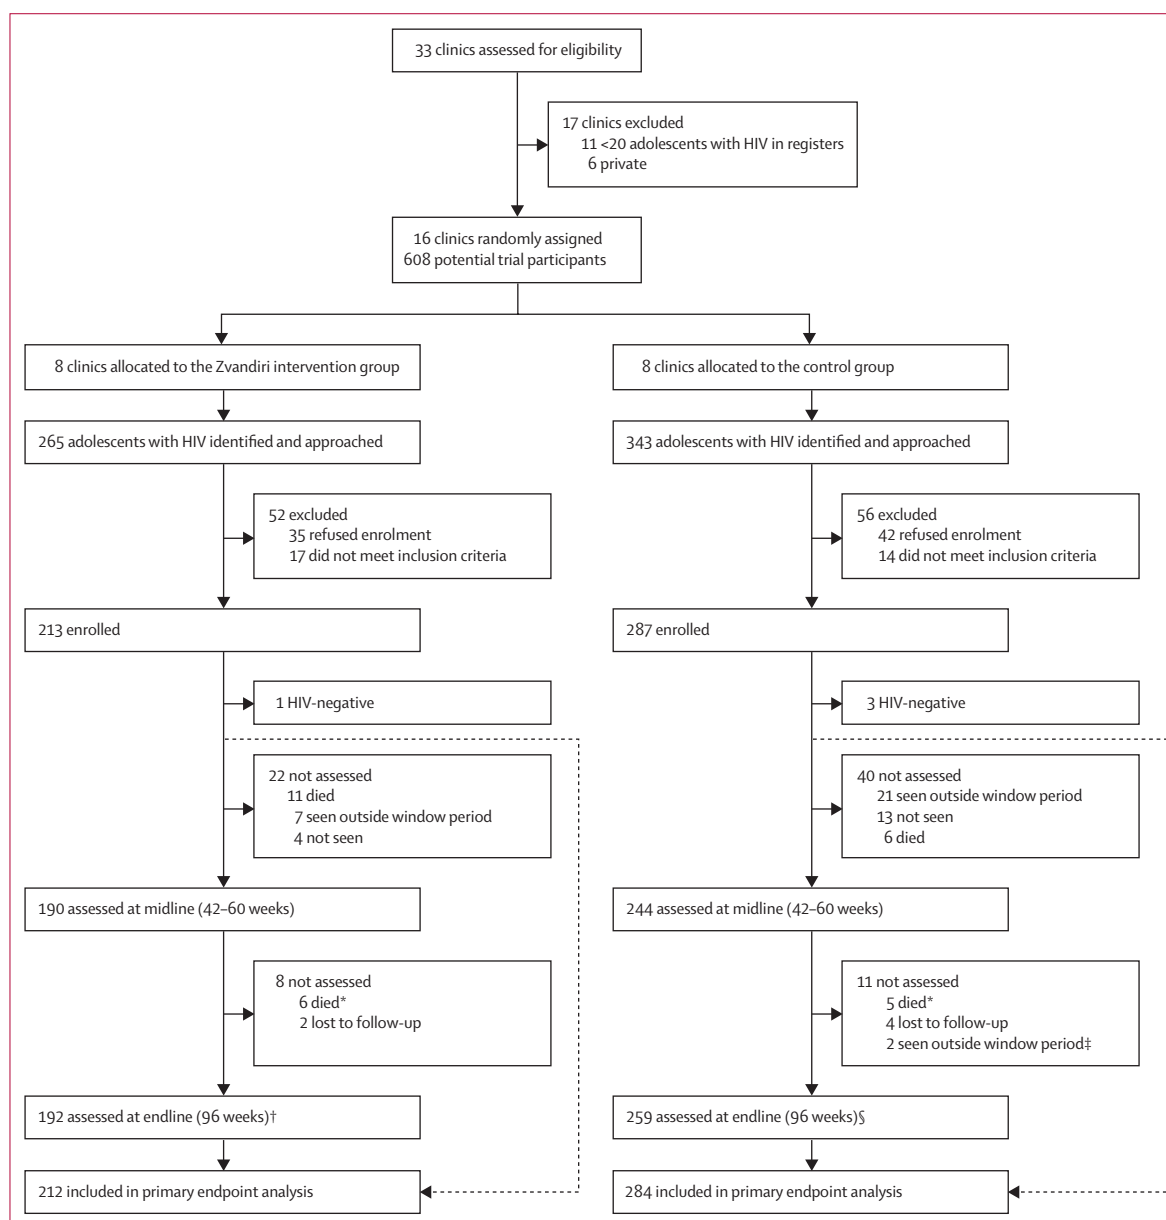 33 clinics assessed for eligibility
17 clinics excluded
11 <20 adolescents with HIV in registers
6 private
16 clinics randomly assigned
608 potential trial participants
8 clinics allocated to the Zvandiri intervention group
8 clinics allocated to the control group
265 adolescents with HIV identified and approached
343 adolescents with HIV identified and approached
52 excluded
35 refused enrolment
17 did not meet inclusion criteria
56 excluded
42 refused enrolment
14 did not meet inclusion criteria
213 enrolled
287 enrolled
1 HIV-negative
3 HIV-negative
22 not assessed
11 died
7 seen outside window period
4 not seen
40 not assessed
21 seen outside window period
13 not seen
6 died
190 assessed at midline (42–60 weeks)
244 assessed at midline (42–60 weeks)
8 not assessed
6 died*
2 lost to follow-up
11 not assessed
5 died*
4 lost to follow-up
2 seen outside window period‡
192 assessed at endline (96 weeks)†
259 assessed at endline (96 weeks)§
212 included in primary endpoint analysis
284 included in primary endpoint analysis